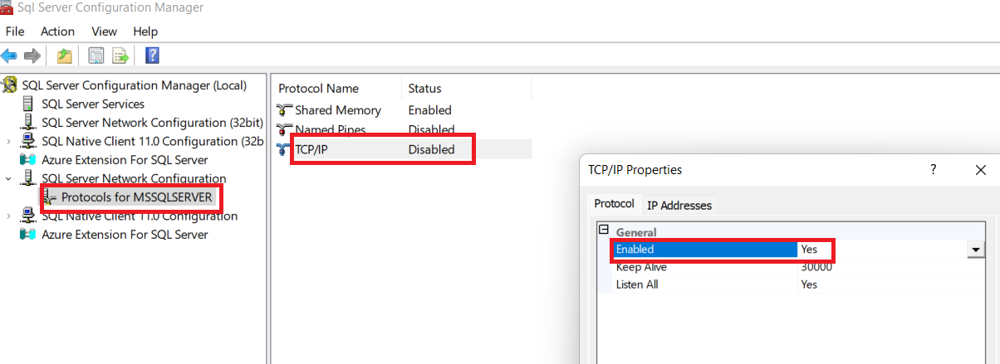 Sql Server Configuration Manager
File Action View Help
SQL Server Configuration Manager (Local)
SQL Server Services
SQL Server Network Configuration (32bit)
SQL Native Client 11.0 Configuration (32b
Azure Extension For SQL Server
SQL Server Network Configuration
Protocols for MSSQLSERVER
SQL Native Client 11.0 Configuration
Azure Extension For SQL Server
Protocol Name Status
Shared Memory Enabled
Named Pipes Disabled
TCP/IP Disabled
TCP/IP Properties ?
Protocol IP Addresses
General
Enabled Yes
Keep Alive 30000
Listen All Yes